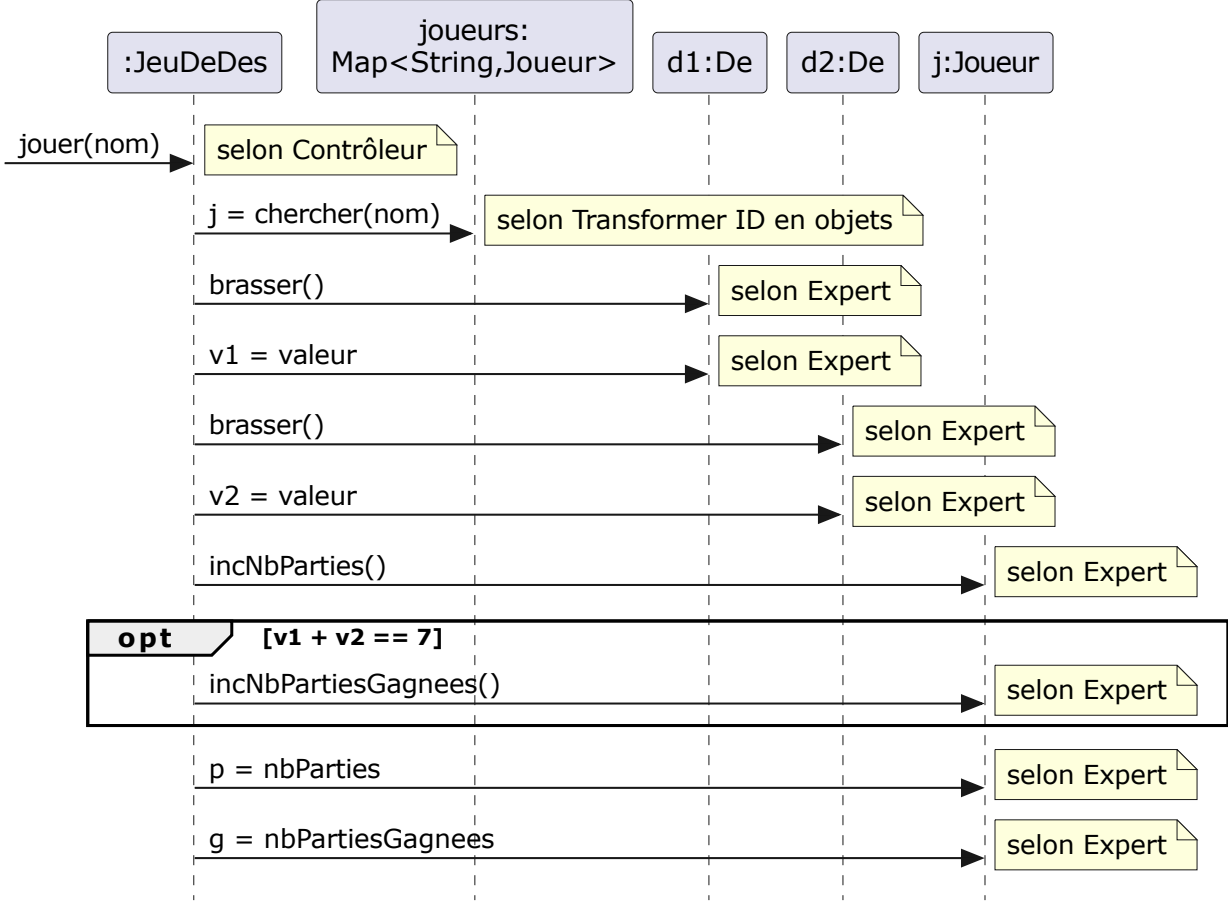 :JeuDeDes
joueurs:
Map<String,Joueur>
d1:De
d2:De
j:Joueur
jouer(nom)
selon Contrôleur
j = chercher(nom)
selon Transformer ID en objets
brasser()
selon Expert
v1 = valeur
selon Expert
brasser()
selon Expert
v2 = valeur
selon Expert
incNbParties()
selon Expert
opt
[v1 + v2 == 7]
incNbPartiesGagnees()
selon Expert
p = nbParties
selon Expert
g = nbPartiesGagnees
selon Expert